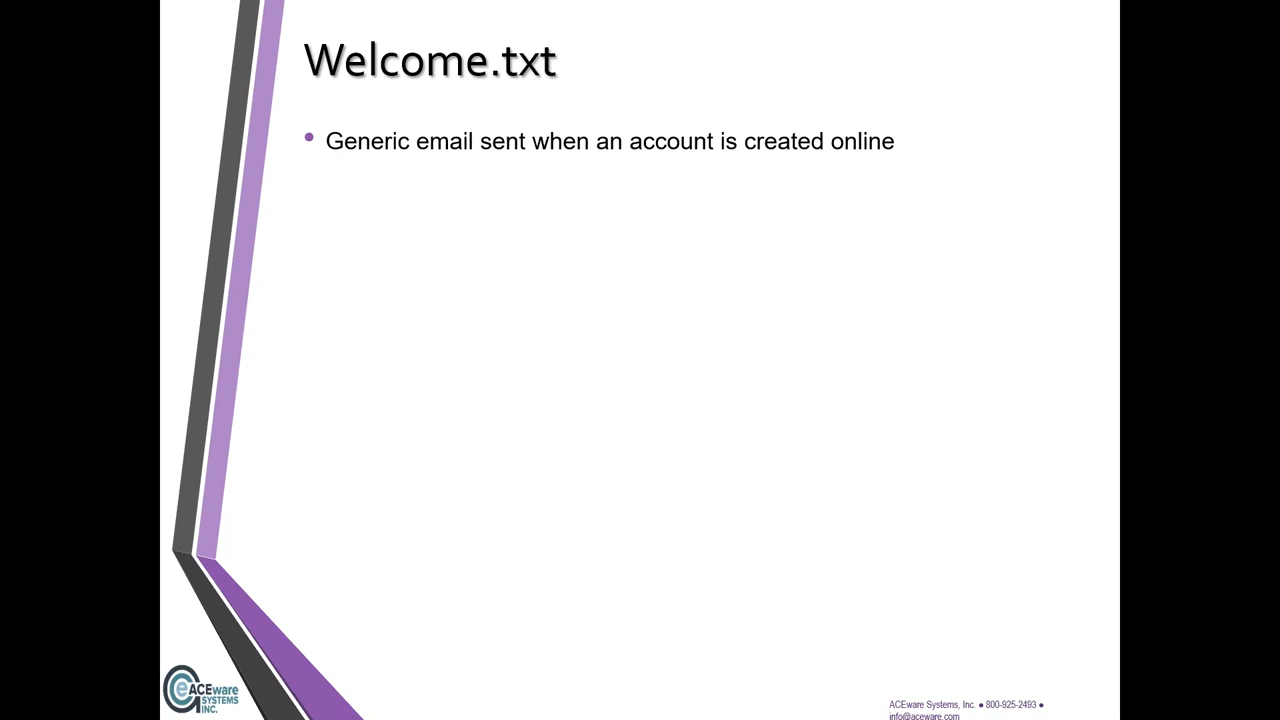 Welcome.txt
• Generic email sent when an account is created online
ACEware
SYSTEMS
INC.
ACEware Systems, Inc. ● 800-925-2493 ●
info@aceware.com